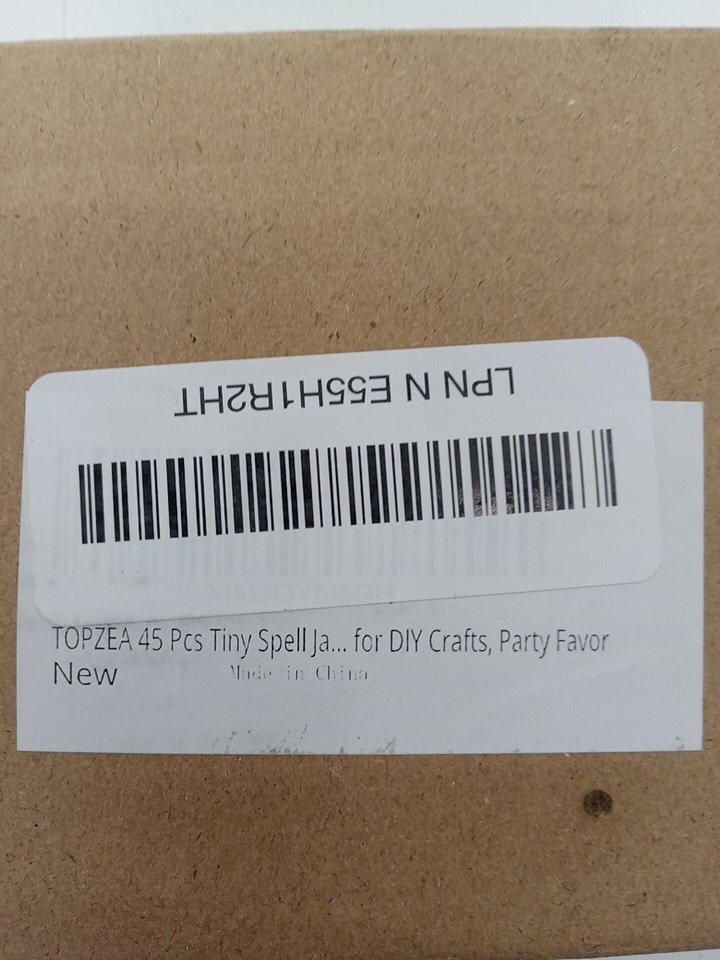 LPN N E55H1R2HT
TOPZEA 45 Pcs Tiny Spell Ja... for DIY Crafts, Party Favor
New
Made in China